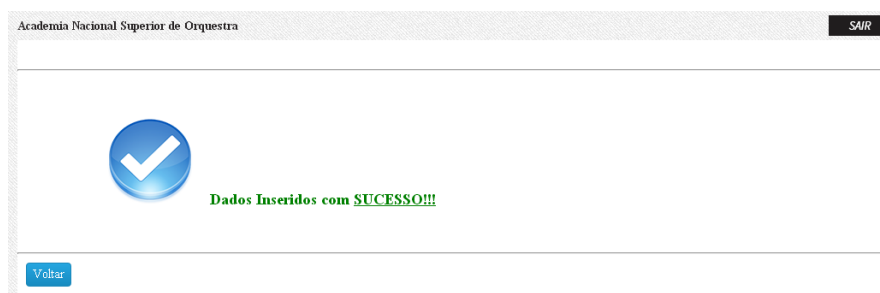 Academia Nacional Superior de Orquestra
SAIR
Dados Inseridos com SUCESSO!!!
Voltar